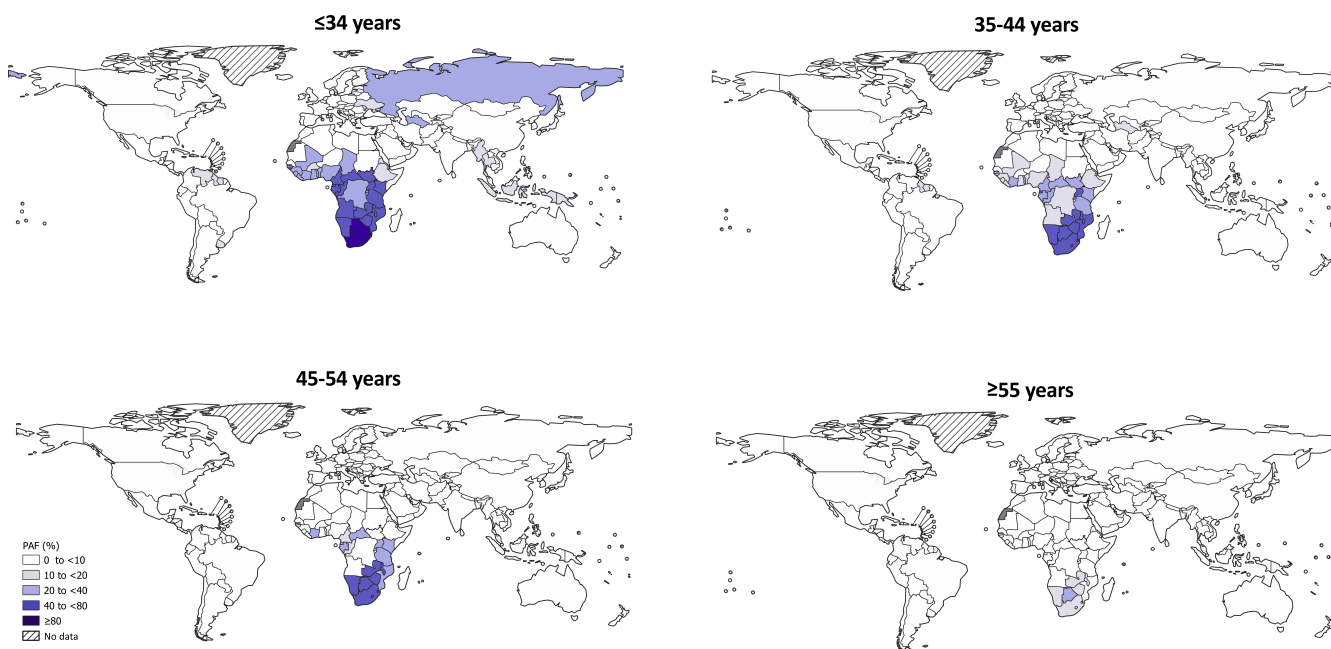 ≤34 years
35-44 years
45-54 years
≥55 years
PAF (%)
0 to <10
10 to <20
20 to <40
40 to <80
≥80
No data